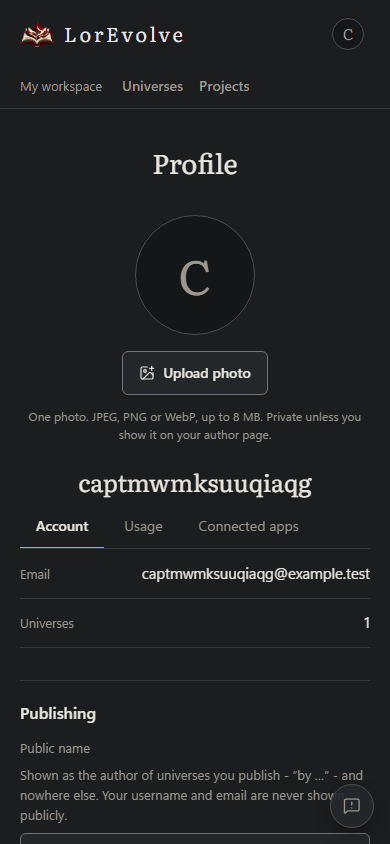 LorEvolve
C
My workspace Universes Projects
Profile
C
Upload photo
One photo. JPEG, PNG or WebP, up to 8 MB. Private unless you
show it on your author page.
captmwmksuuqiaqg
Account Usage Connected apps
Email captmwmksuuqiaqg@example.test
Universes 1
Publishing
Public name
Shown as the author of universes you publish - “by …” - and
nowhere else. Your username and email are never shown
publicly.